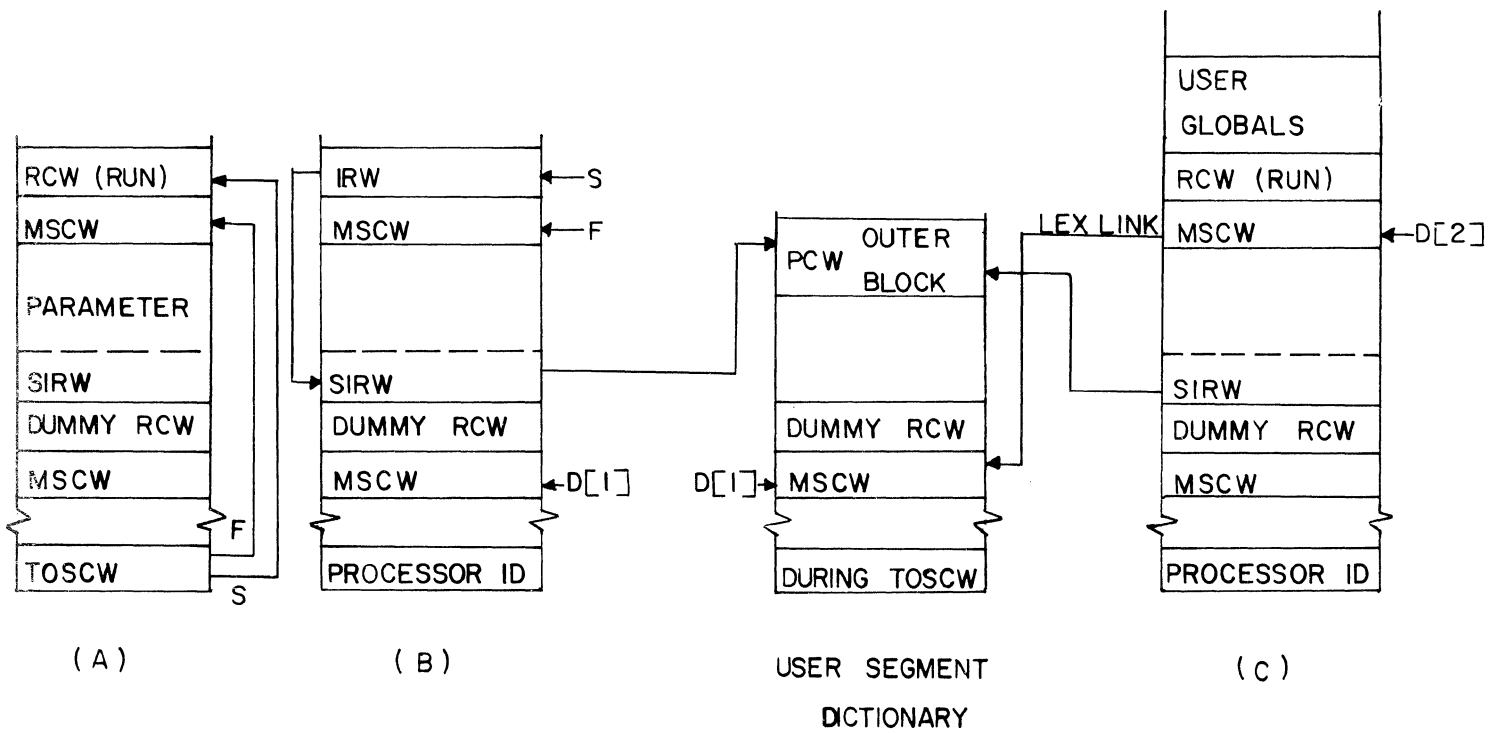 RCW (RUN)
MSCW
PARAMETER
SIRW
DUMMY RCW
MSCW
TOSCW
F
S
(A)
IRW
MSCW
SIRW
DUMMY RCW
MSCW
PROCESSOR ID
S
F
D[1]
(B)
PCW OUTER
BLOCK
DUMMY RCW
D[1]
MSCW
DURING TOSCW
USER SEGMENT
DICTIONARY
LEX LINK
USER
GLOBALS
RCW (RUN)
MSCW
D[2]
SIRW
DUMMY RCW
MSCW
PROCESSOR ID
(C)